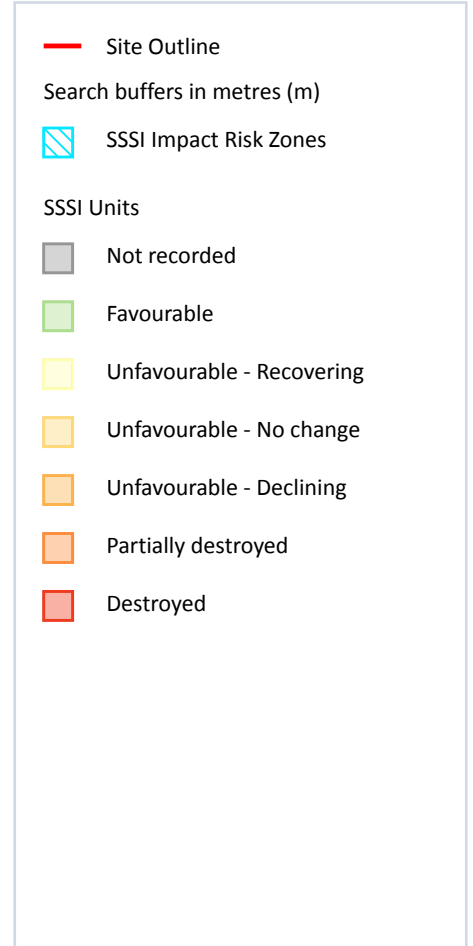 Site Outline
Search buffers in metres (m)
SSSI Impact Risk Zones
SSSI Units
Not recorded
Favourable
Unfavourable - Recovering
Unfavourable - No change
Unfavourable - Declining
Partially destroyed
Destroyed